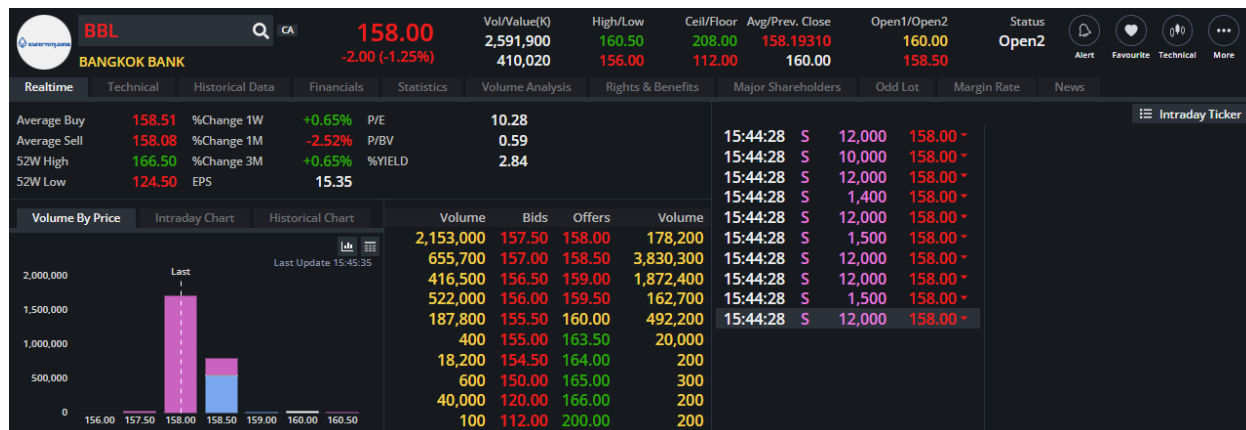 BBL CA 158.00 Vol/Value(K) High/Low Ceil/Floor Avg/Prev. Close Open1/Open2 Status
2,591,900 160.50 208.00 158.19310 160.00 Open2
BANGKOK BANK -2.00 (-1.25%) 410,020 156.00 112.00 160.00 158.50
Alert Favourite Technical More
Realtime Technical Historical Data Financials Statistics Volume Analysis Rights & Benefits Major Shareholders Odd Lot Margin Rate News
Average Buy 158.51 %Change 1W +0.65% P/E 10.28
Average Sell 158.08 %Change 1M -2.52% P/BV 0.59
52W High 166.50 %Change 3M +0.65% %YIELD 2.84
52W Low 124.50 EPS 15.35
Intraday Ticker
15:44:28 S 12,000 158.00
15:44:28 S 10,000 158.00
15:44:28 S 12,000 158.00
15:44:28 S 1,400 158.00
15:44:28 S 12,000 158.00
15:44:28 S 1,500 158.00
15:44:28 S 12,000 158.00
15:44:28 S 12,000 158.00
15:44:28 S 1,500 158.00
15:44:28 S 12,000 158.00
Volume By Price Intraday Chart Historical Chart
Last Update 15:45:35
Last
2,000,000
1,500,000
1,000,000
500,000
0
156.00 157.50 158.00 158.50 159.00 160.00 160.50
Volume Bids Offers Volume
2,153,000 157.50 158.00 178,200
655,700 157.00 158.50 3,830,300
416,500 156.50 159.00 1,872,400
522,000 156.00 159.50 162,700
187,800 155.50 160.00 492,200
400 155.00 163.50 20,000
18,200 154.50 164.00 200
600 150.00 165.00 300
40,000 120.00 166.00 200
100 112.00 200.00 200